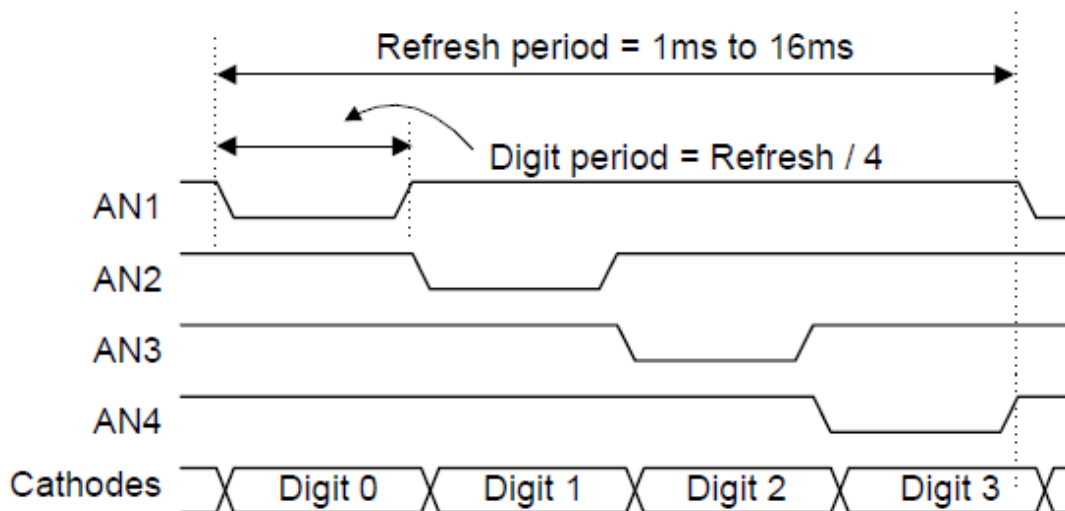 Refresh period = 1ms to 16ms
Digit period = Refresh / 4
AN1
AN2
AN3
AN4
Cathodes Digit 0 Digit 1 Digit 2 Digit 3